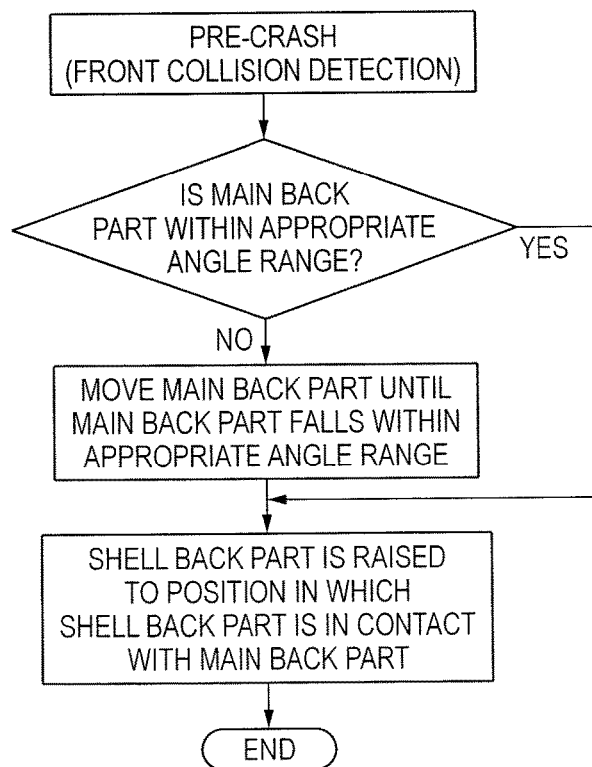 PRE-CRASH
(FRONT COLLISION DETECTION)
IS MAIN BACK
PART WITHIN APPROPRIATE
ANGLE RANGE?
YES
NO
MOVE MAIN BACK PART UNTIL
MAIN BACK PART FALLS WITHIN
APPROPRIATE ANGLE RANGE
SHELL BACK PART IS RAISED
TO POSITION IN WHICH
SHELL BACK PART IS IN CONTACT
WITH MAIN BACK PART
END